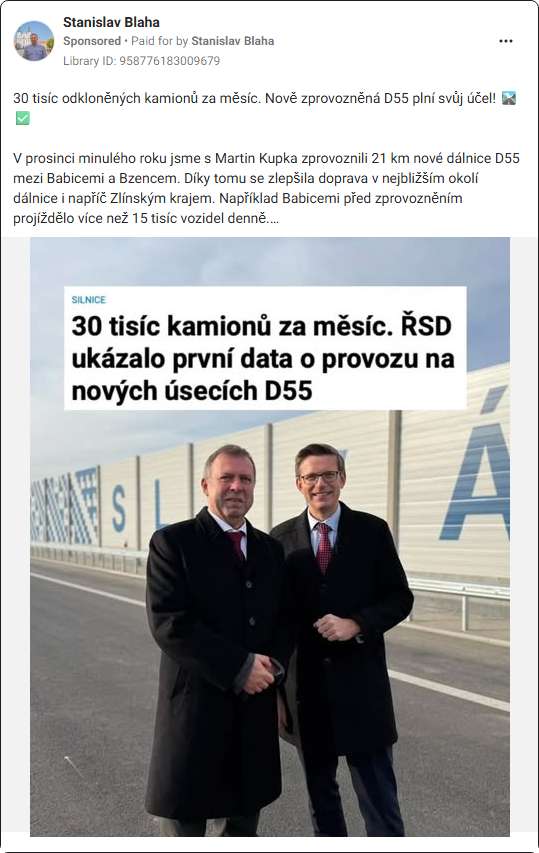 Stanislav Blaha
Sponsored • Paid for by Stanislav Blaha
Library ID: 958776183009679
30 tisíc odkloněných kamionů za měsíc. Nově zprovozněná D55 plní svůj účel! 🛣️
✅
V prosinci minulého roku jsme s Martin Kupka zprovoznili 21 km nové dálnice D55
mezi Babicemi a Bzencem. Díky tomu se zlepšila doprava v nejbližším okolí
dálnice i napříč Zlínským krajem. Například Babicemi před zprovozněním
projíždělo více než 15 tisíc vozidel denně....
SILNICE
30 tisíc kamionů za měsíc. ŘSD
ukázalo první data o provozu na
nových úsecích D55
S L Á